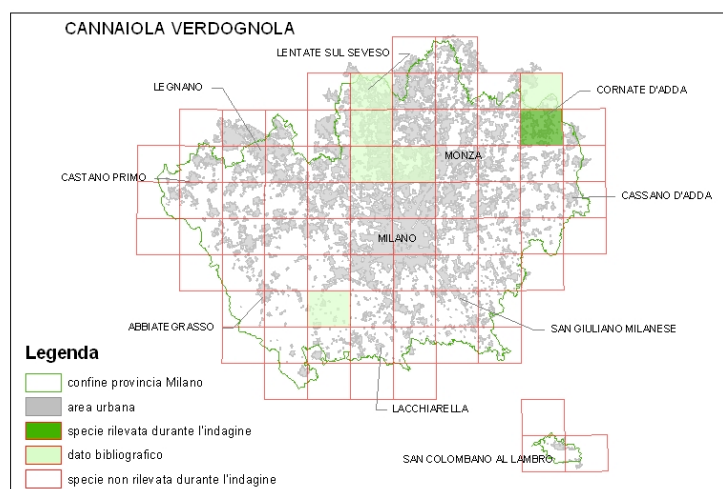 CANNAIOLA VERDOGNOLA
LENTATE SUL SEVESO
LEGNANO
CORNATE D'ADDA
MONZA
CASTANO PRIMO
CASSANO D'ADDA
MILANO
ABBIATEGRASSO
SAN GIULIANO MILANESE
Legenda
confine provincia Milano
LACCHIARELLA
area urbana
specie rilevata durante l'indagine
dato bibliografico
SAN COLOMBANO AL LAMBRO
specie non rilevata durante l'indagine